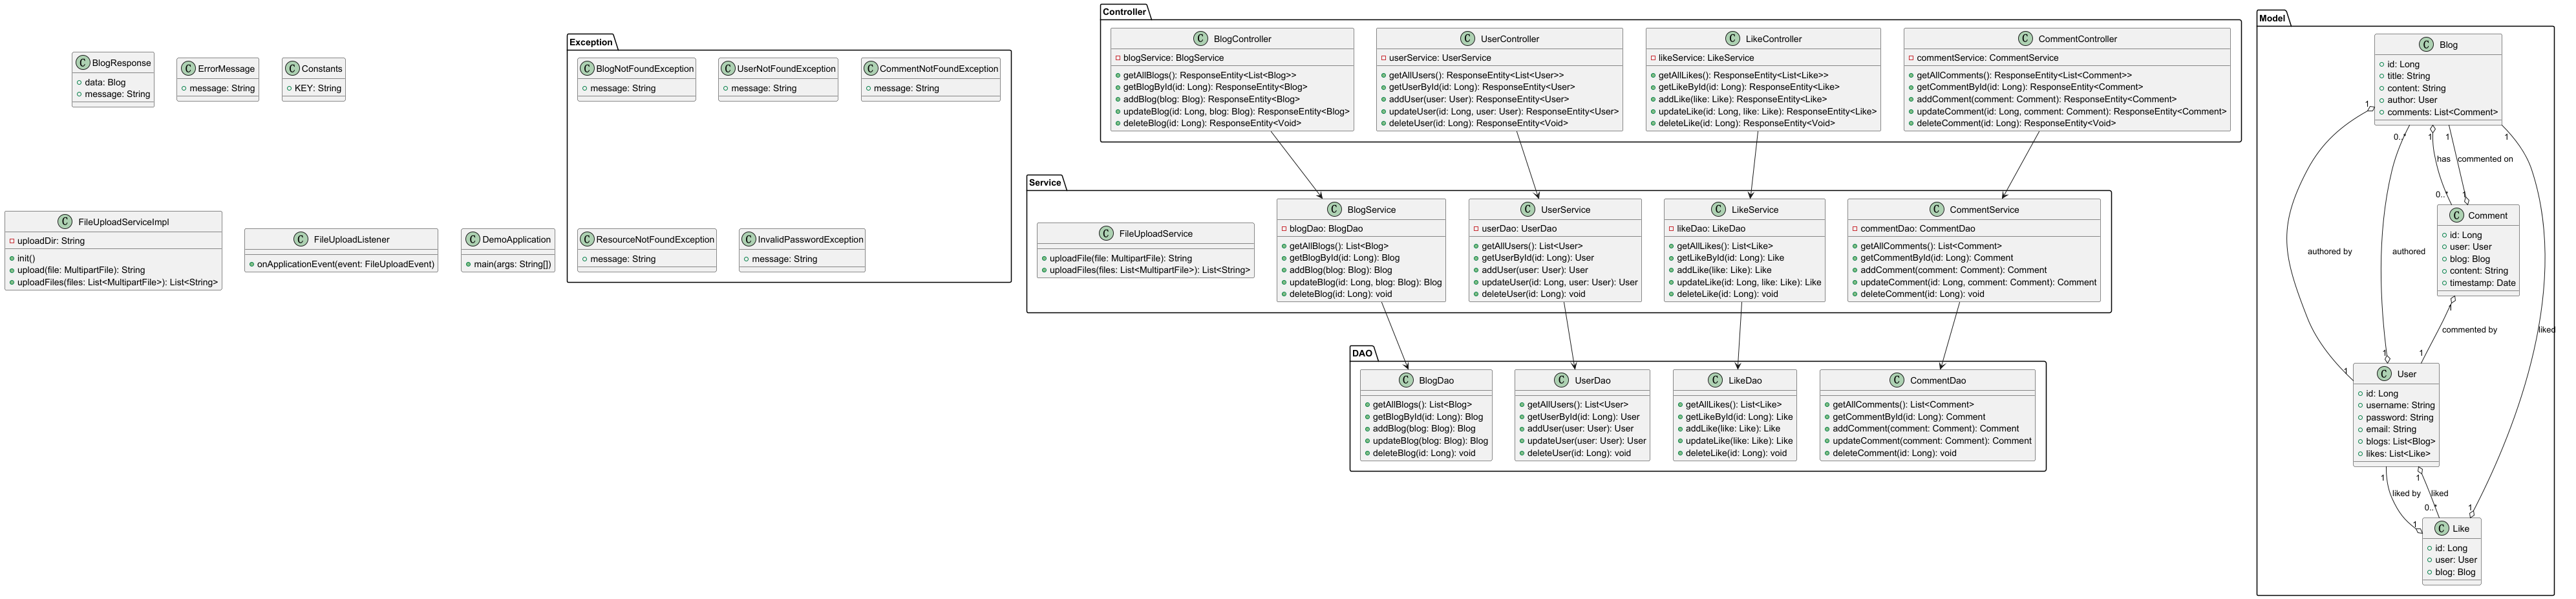 BlogResponse
data: Blog
message: String
ErrorMessage
message: String
Constants
KEY: String
FileUploadServiceImpl
uploadDir: String
init()
upload(file: MultipartFile): String
uploadFiles(files: List<MultipartFile>): List<String>
FileUploadListener
onApplicationEvent(event: FileUploadEvent)
DemoApplication
main(args: String[])
Exception
BlogNotFoundException
message: String
UserNotFoundException
message: String
CommentNotFoundException
message: String
ResourceNotFoundException
message: String
InvalidPasswordException
message: String
Controller
BlogController
blogService: BlogService
getAllBlogs(): ResponseEntity<List<Blog>>
getBlogById(id: Long): ResponseEntity<Blog>
addBlog(blog: Blog): ResponseEntity<Blog>
updateBlog(id: Long, blog: Blog): ResponseEntity<Blog>
deleteBlog(id: Long): ResponseEntity<Void>
UserController
userService: UserService
getAllUsers(): ResponseEntity<List<User>>
getUserById(id: Long): ResponseEntity<User>
addUser(user: User): ResponseEntity<User>
updateUser(id: Long, user: User): ResponseEntity<User>
deleteUser(id: Long): ResponseEntity<Void>
LikeController
likeService: LikeService
getAllLikes(): ResponseEntity<List<Like>>
getLikeById(id: Long): ResponseEntity<Like>
addLike(like: Like): ResponseEntity<Like>
updateLike(id: Long, like: Like): ResponseEntity<Like>
deleteLike(id: Long): ResponseEntity<Void>
CommentController
commentService: CommentService
getAllComments(): ResponseEntity<List<Comment>>
getCommentById(id: Long): ResponseEntity<Comment>
addComment(comment: Comment): ResponseEntity<Comment>
updateComment(id: Long, comment: Comment): ResponseEntity<Comment>
deleteComment(id: Long): ResponseEntity<Void>
Service
FileUploadService
uploadFile(file: MultipartFile): String
uploadFiles(files: List<MultipartFile>): List<String>
BlogService
blogDao: BlogDao
getAllBlogs(): List<Blog>
getBlogById(id: Long): Blog
addBlog(blog: Blog): Blog
updateBlog(id: Long, blog: Blog): Blog
deleteBlog(id: Long): void
UserService
userDao: UserDao
getAllUsers(): List<User>
getUserById(id: Long): User
addUser(user: User): User
updateUser(id: Long, user: User): User
deleteUser(id: Long): void
LikeService
likeDao: LikeDao
getAllLikes(): List<Like>
getLikeById(id: Long): Like
addLike(like: Like): Like
updateLike(id: Long, like: Like): Like
deleteLike(id: Long): void
CommentService
commentDao: CommentDao
getAllComments(): List<Comment>
getCommentById(id: Long): Comment
addComment(comment: Comment): Comment
updateComment(id: Long, comment: Comment): Comment
deleteComment(id: Long): void
DAO
BlogDao
getAllBlogs(): List<Blog>
getBlogById(id: Long): Blog
addBlog(blog: Blog): Blog
updateBlog(blog: Blog): Blog
deleteBlog(id: Long): void
UserDao
getAllUsers(): List<User>
getUserById(id: Long): User
addUser(user: User): User
updateUser(user: User): User
deleteUser(id: Long): void
LikeDao
getAllLikes(): List<Like>
getLikeById(id: Long): Like
addLike(like: Like): Like
updateLike(like: Like): Like
deleteLike(id: Long): void
CommentDao
getAllComments(): List<Comment>
getCommentById(id: Long): Comment
addComment(comment: Comment): Comment
updateComment(comment: Comment): Comment
deleteComment(id: Long): void
Model
Blog
id: Long
title: String
content: String
author: User
comments: List<Comment>
1
0..*
1
1
1
has
commented on
0..*
1
Comment
id: Long
user: User
blog: Blog
content: String
timestamp: Date
authored by
authored
1
commented by
liked
1
1
1
User
id: Long
username: String
password: String
email: String
blogs: List<Blog>
likes: List<Like>
1
1
liked by
liked
1
0..*
1
Like
id: Long
user: User
blog: Blog